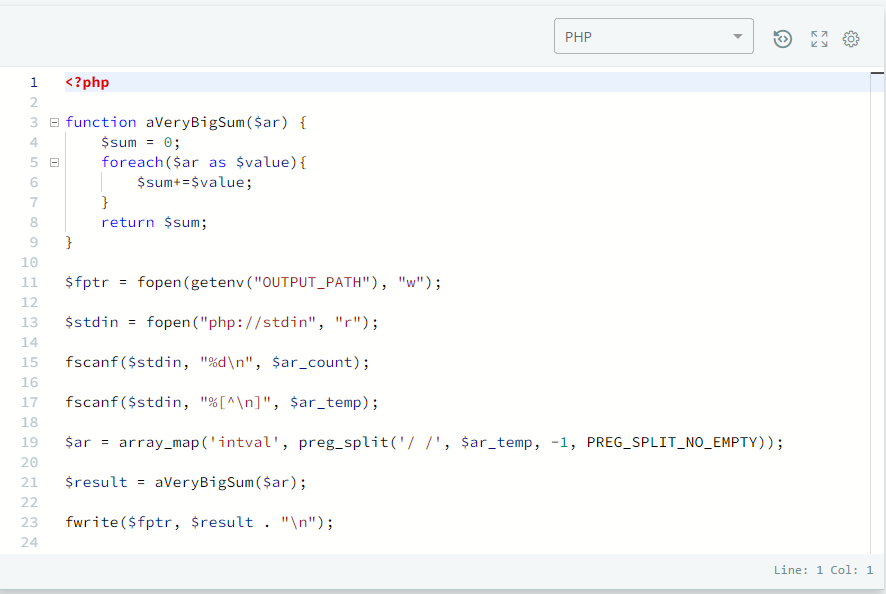 PHP
1 <?php
2
3 function aVeryBigSum($ar) {
4     $sum = 0;
5     foreach($ar as $value){
6         $sum+=$value;
7     }
8     return $sum;
9 }
10
11 $fptr = fopen(getenv("OUTPUT_PATH"), "w");
12
13 $stdin = fopen("php://stdin", "r");
14
15 fscanf($stdin, "%d\n", $ar_count);
16
17 fscanf($stdin, "%[^\n]", $ar_temp);
18
19 $ar = array_map('intval', preg_split('/ /', $ar_temp, -1, PREG_SPLIT_NO_EMPTY));
20
21 $result = aVeryBigSum($ar);
22
23 fwrite($fptr, $result . "\n");
24
Line: 1 Col: 1